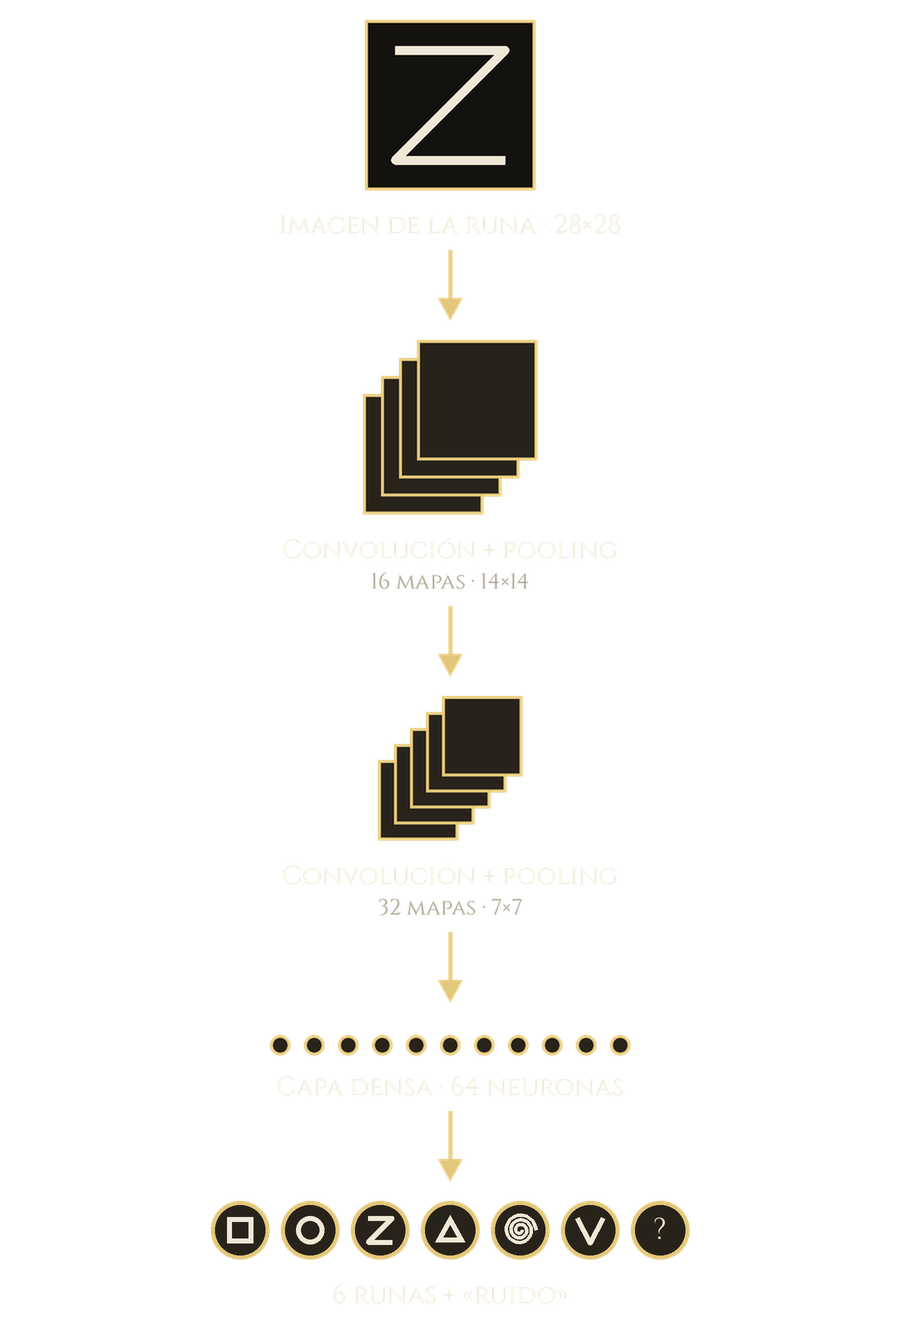 Z
Imagen de la runa · 28×28
Convolución + pooling
16 mapas · 14×14
Convolución + pooling
32 mapas · 7×7
Capa densa · 64 neuronas
Z V ?
6 runas + «ruido»